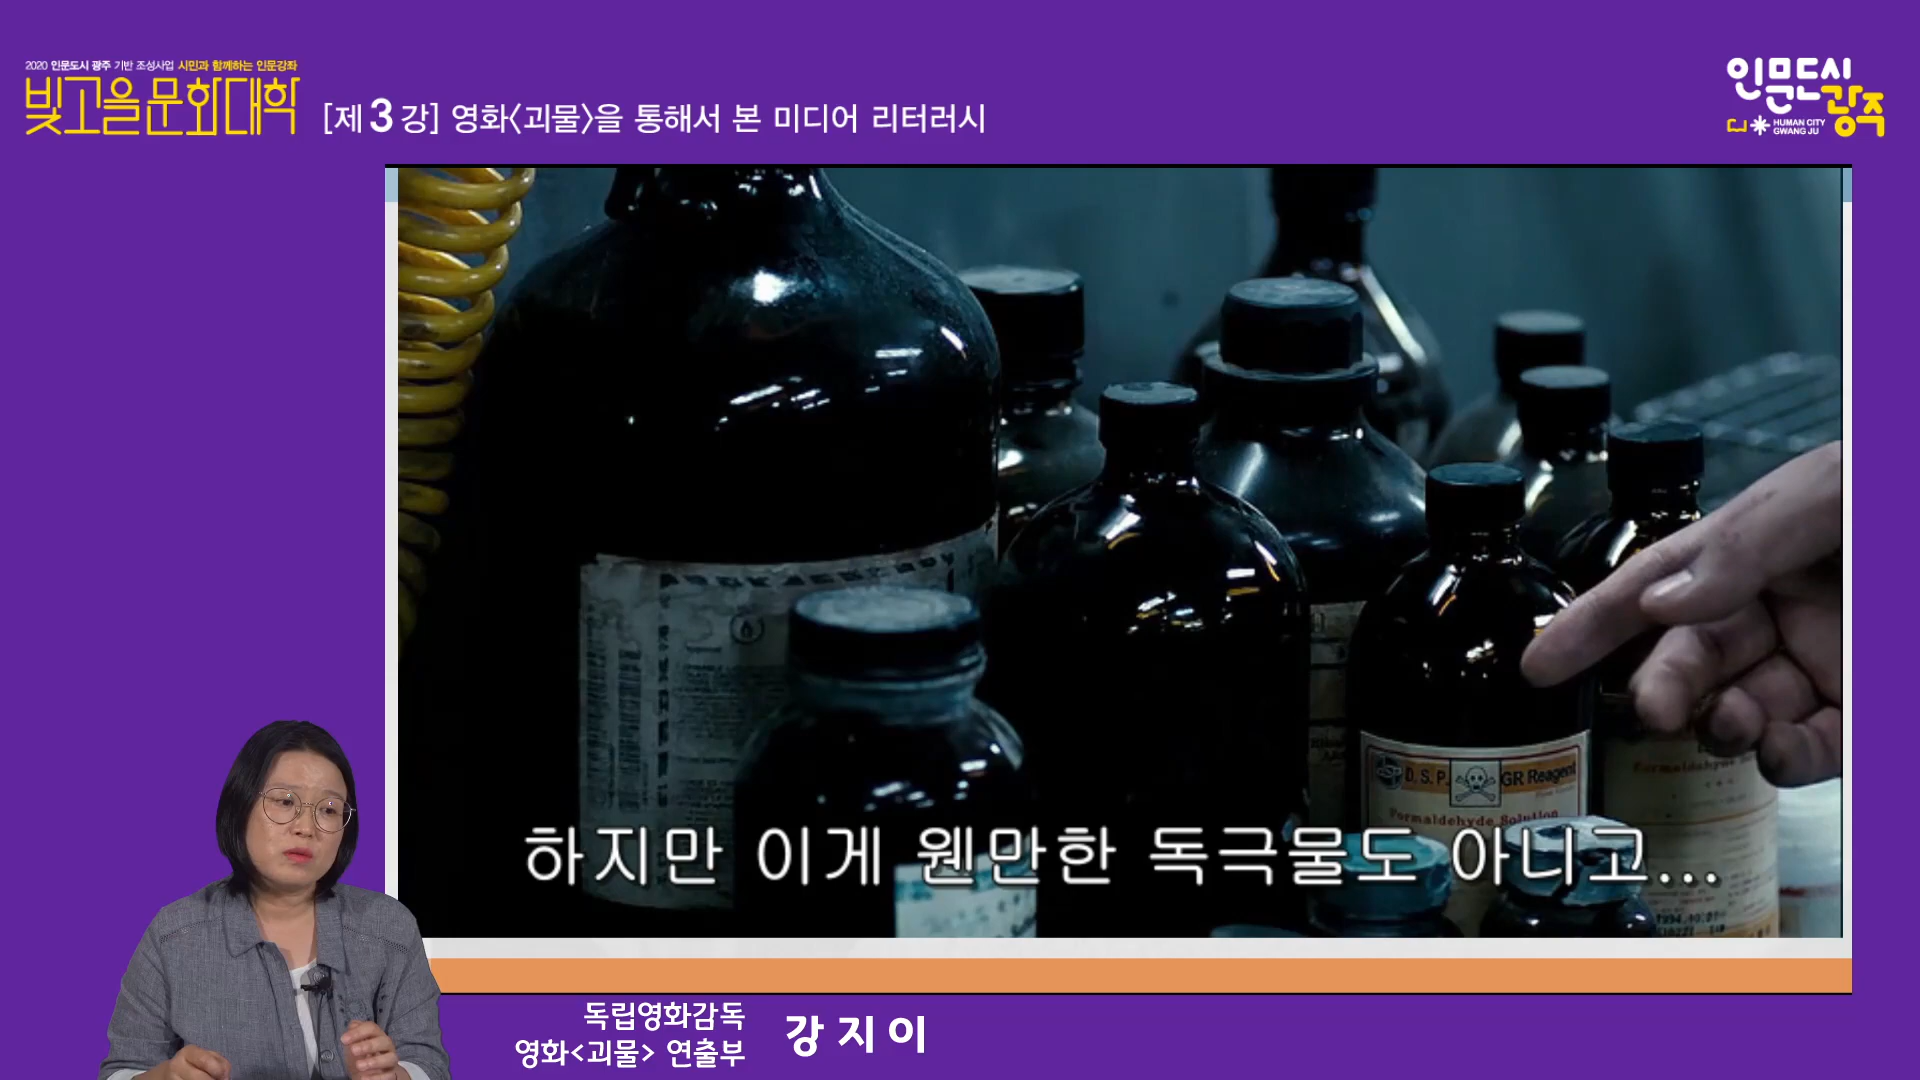 2020 인문도시 광주 기반 조성사업 시민과 함께하는 인문강좌
빛고을문화대학
[제3강] 영화<괴물>을 통해서 본 미디어 리터러시
인문도시
광주
HUMAN CITY
GWANG JU
D.S.P. GR Reagent
Formaldehyde Solution
하지만 이게 웬만한 독극물도 아니고...
독립영화감독
영화<괴물> 연출부
강지이